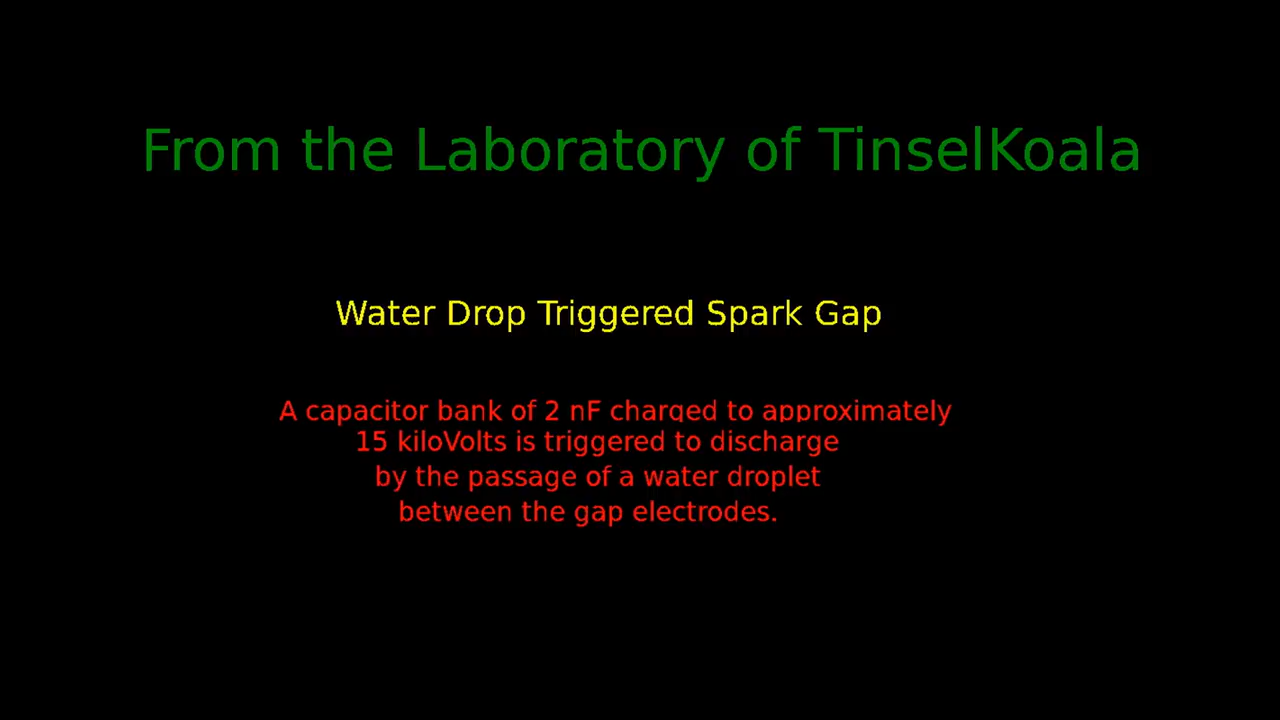 From the Laboratory of TinselKoala
Water Drop Triggered Spark Gap
A capacitor bank of 2 nF charged to approximately
15 kiloVolts is triggered to discharge
by the passage of a water droplet
between the gap electrodes.